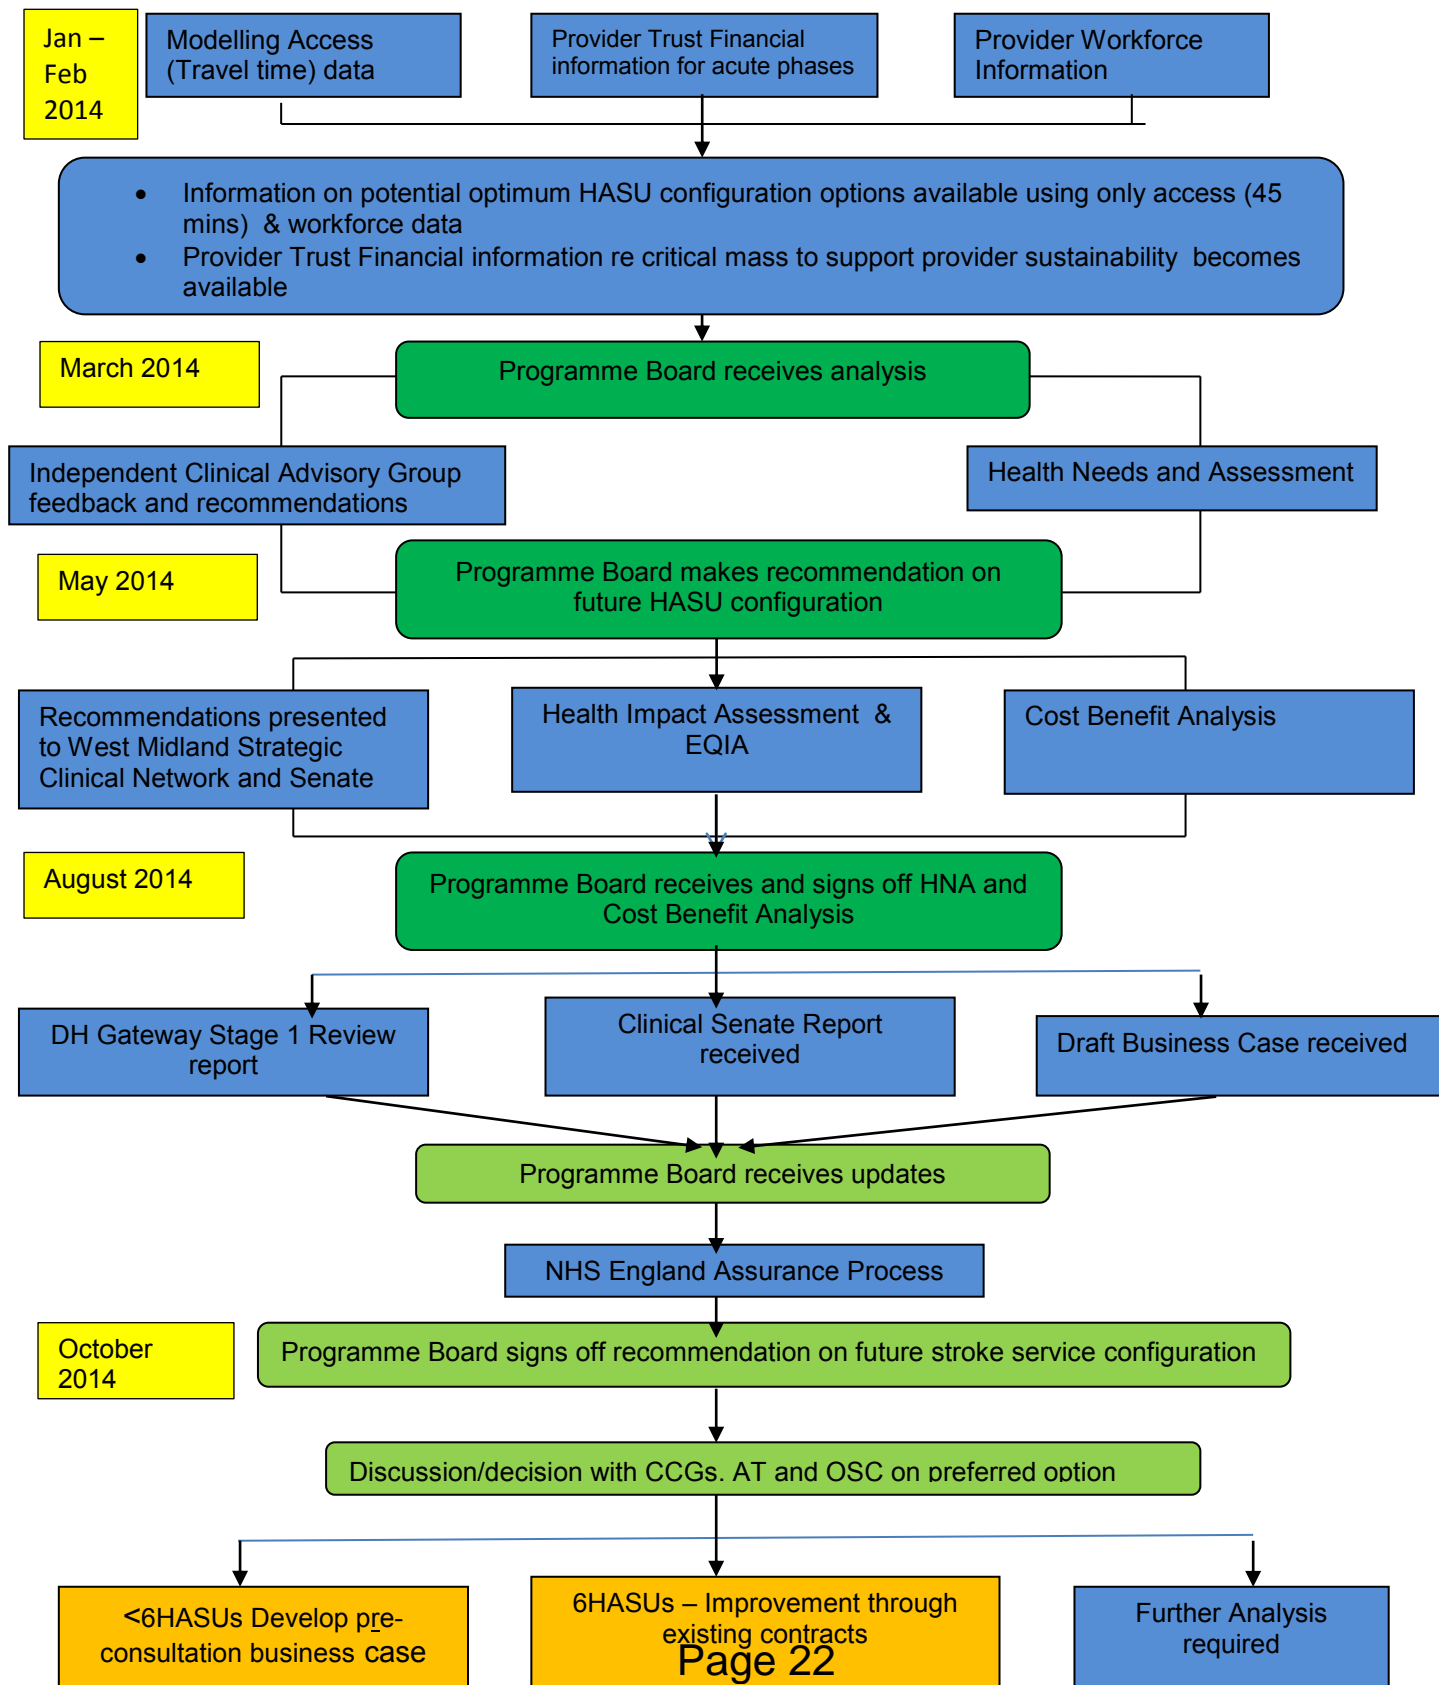 Jan –
Feb
2014
Modelling Access
(Travel time) data
Provider Trust Financial
information for acute phases
Provider Workforce
Information
• Information on potential optimum HASU configuration options available using only access (45
mins) & workforce data
• Provider Trust Financial information re critical mass to support provider sustainability becomes
available
March 2014
Programme Board receives analysis
Independent Clinical Advisory Group
feedback and recommendations
Health Needs and Assessment
May 2014
Programme Board makes recommendation on
future HASU configuration
Recommendations presented
to West Midland Strategic
Clinical Network and Senate
Health Impact Assessment &
EQIA
Cost Benefit Analysis
August 2014
Programme Board receives and signs off HNA and
Cost Benefit Analysis
DH Gateway Stage 1 Review
report
Clinical Senate Report
received
Draft Business Case received
Programme Board receives updates
NHS England Assurance Process
October
2014
Programme Board signs off recommendation on future stroke service configuration
Discussion/decision with CCGs. AT and OSC on preferred option
<6HASUs Develop pre-
consultation business case
6HASUs – Improvement through
existing contracts
Further Analysis
required
Page 22